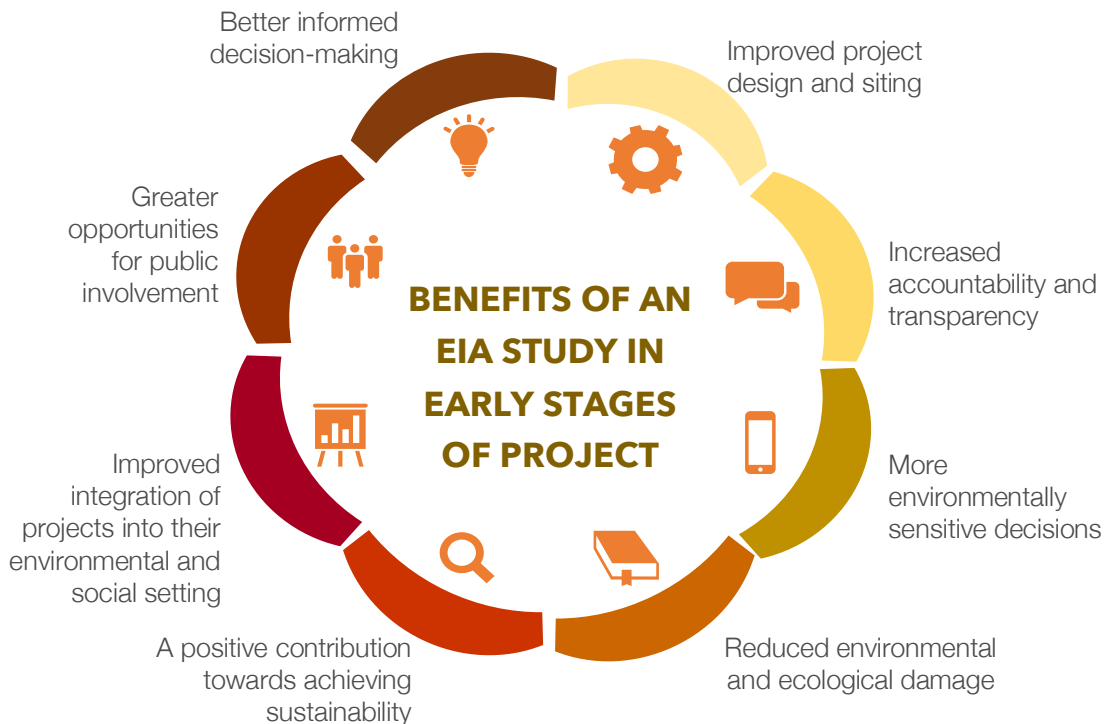 Better informed
decision-making
Improved project
design and siting
Greater
opportunities
for public
involvement
Increased
accountability and
transparency
BENEFITS OF AN
EIA STUDY IN
EARLY STAGES
OF PROJECT
Improved
integration of
projects into their
environmental and
social setting
More
environmentally
sensitive decisions
A positive contribution
towards achieving
sustainability
Reduced environmental
and ecological damage